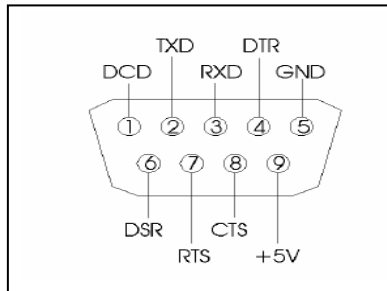 TXD DTR
DCD RXD GND
1 2 3 4 5
6 7 8 9
DSR CTS
RTS +5V